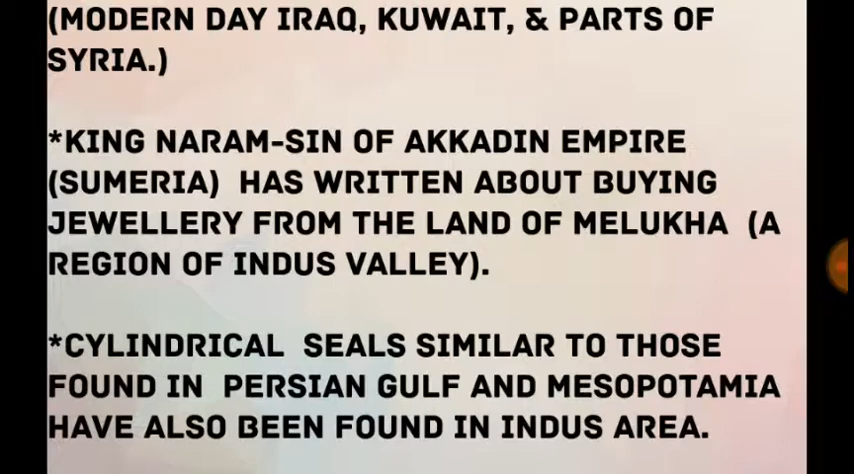 (MODERN DAY IRAQ, KUWAIT, & PARTS OF
SYRIA.)
*KING NARAM-SIN OF AKKADIN EMPIRE
(SUMERIA) HAS WRITTEN ABOUT BUYING
JEWELLERY FROM THE LAND OF MELUKHA (A
REGION OF INDUS VALLEY).
*CYLINDRICAL SEALS SIMILAR TO THOSE
FOUND IN PERSIAN GULF AND MESOPOTAMIA
HAVE ALSO BEEN FOUND IN INDUS AREA.